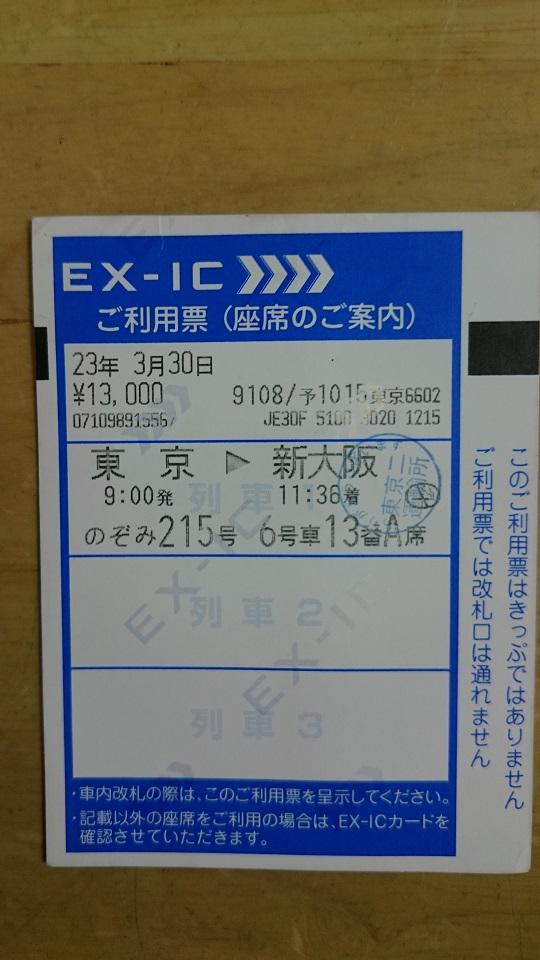 EX-IC
ご利用票（座席のご案内）
23年 3月30日
¥13,000
9108/予1015東京6602
07109891556/
JE30F 5100 3020 1215
東 京 ▶ 新大阪
9:00発 11:36着
のぞみ215号 6号車13番A席
列車2
列車3
・車内改札の際は、このご利用票を呈示してください。
・記載以外の座席をご利用の場合は、EX-ICカードを
確認させていただきます。
このご利用票はきっぷではありません
ご利用票では改札口は通れません